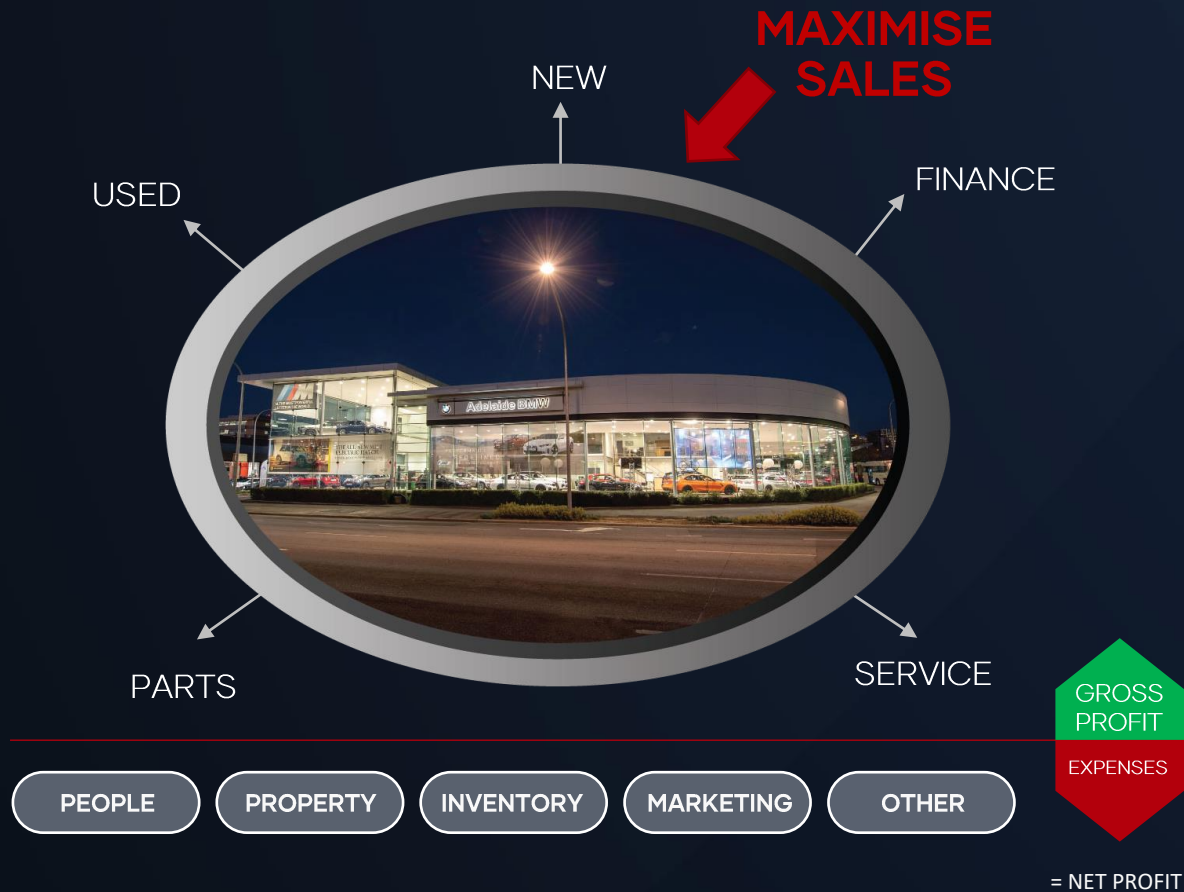 MAXIMISE
SALES
NEW
FINANCE
USED
Adelaide BMW
PARTS
SERVICE
GROSS
PROFIT
EXPENSES
PEOPLE
PROPERTY
INVENTORY
MARKETING
OTHER
= NET PROFIT